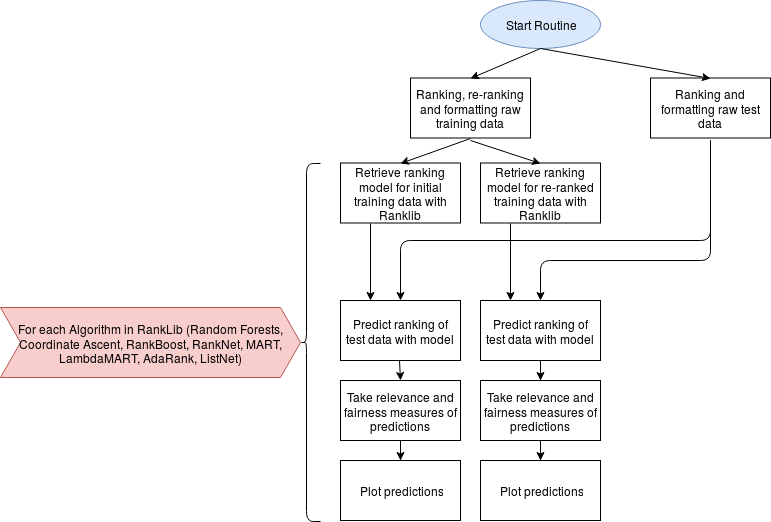 Start Routine
Ranking, re-ranking
and formatting raw
training data
Ranking and
formatting raw test
data
Retrieve ranking
model for initial
training data with
Ranklib
Retrieve ranking
model for re-ranked
training data with
Ranklib
For each Algorithm in RankLib (Random Forests,
Coordinate Ascent, RankBoost, RankNet, MART,
LambdaMART, AdaRank, ListNet)
Predict ranking of
test data with model
Predict ranking of
test data with model
Take relevance and
fairness measures of
predictions
Take relevance and
fairness measures of
predictions
Plot predictions
Plot predictions